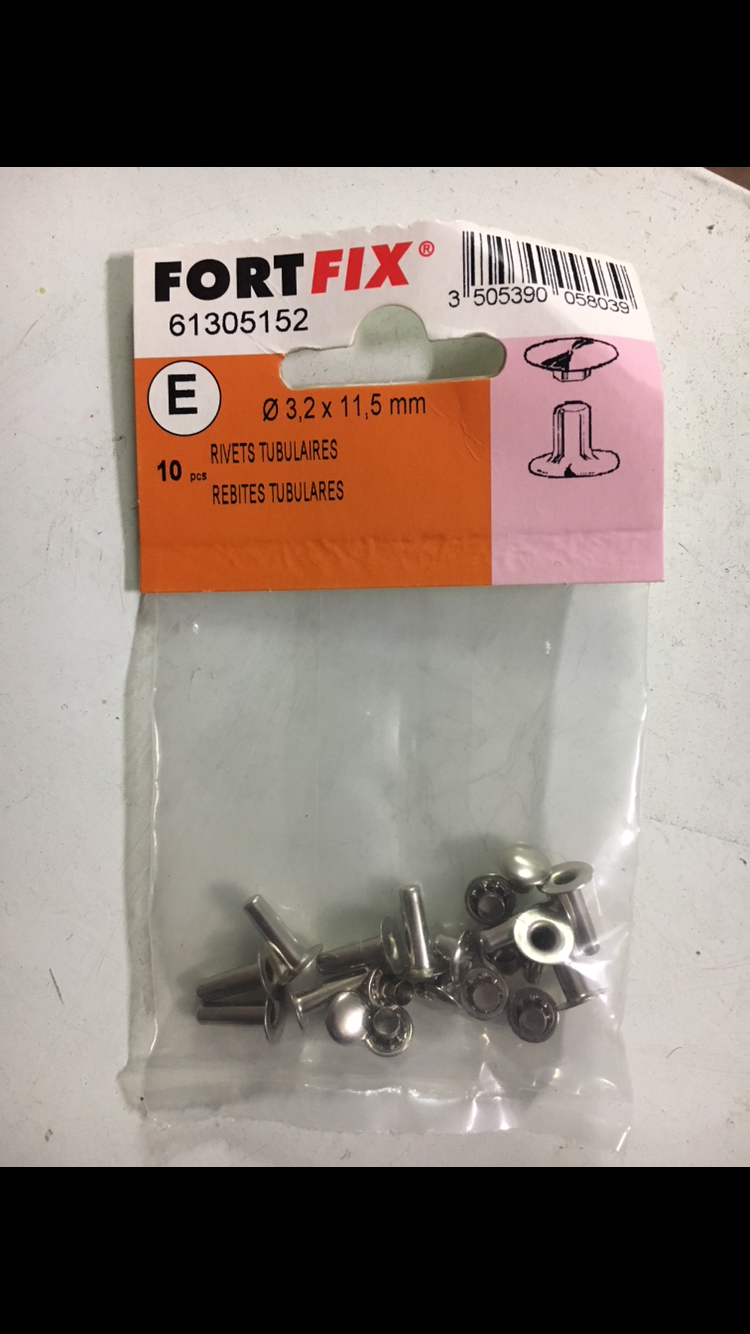 FORTFIX®
61305152
3 505390 058039
E
Ø 3,2 x 11,5 mm
10 pcs
RIVETS TUBULAIRES
REBITES TUBULARES